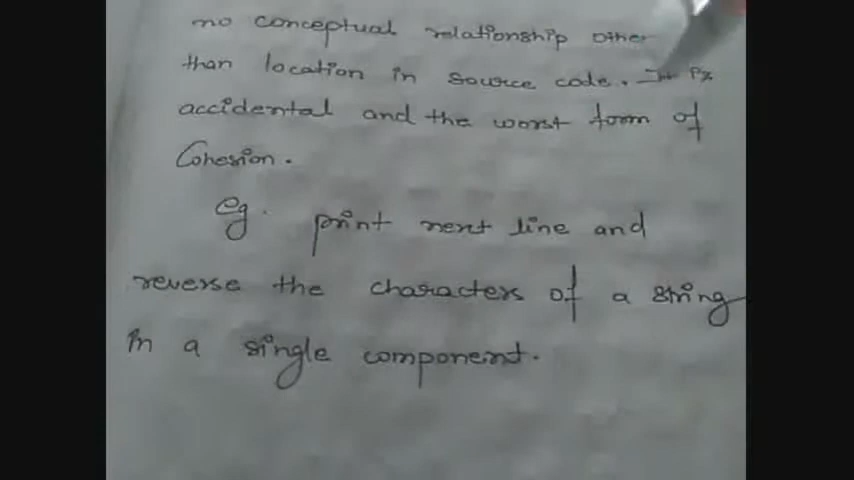 no conceptual relationship other
than location in source code. It is
accidental and the worst form of
Cohesion.
eg. print next line and
reverse the characters of a string
in a single component.